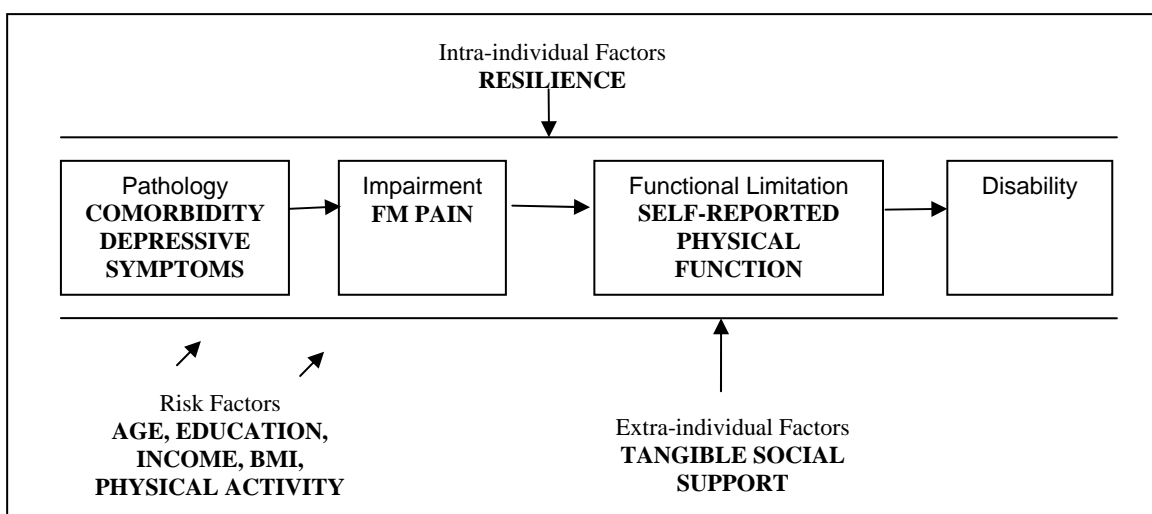 Intra-individual Factors
RESILIENCE
Pathology
COMORBIDITY
DEPRESSIVE
SYMPTOMS
Impairment
FM PAIN
Functional Limitation
SELF-REPORTED
PHYSICAL
FUNCTION
Disability
Risk Factors
AGE, EDUCATION,
INCOME, BMI,
PHYSICAL ACTIVITY
Extra-individual Factors
TANGIBLE SOCIAL
SUPPORT